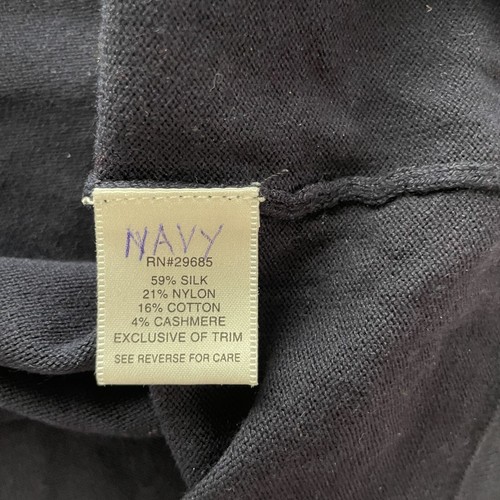 NAVY
RN#29685
59% SILK
21% NYLON
16% COTTON
4% CASHMERE
EXCLUSIVE OF TRIM
SEE REVERSE FOR CARE